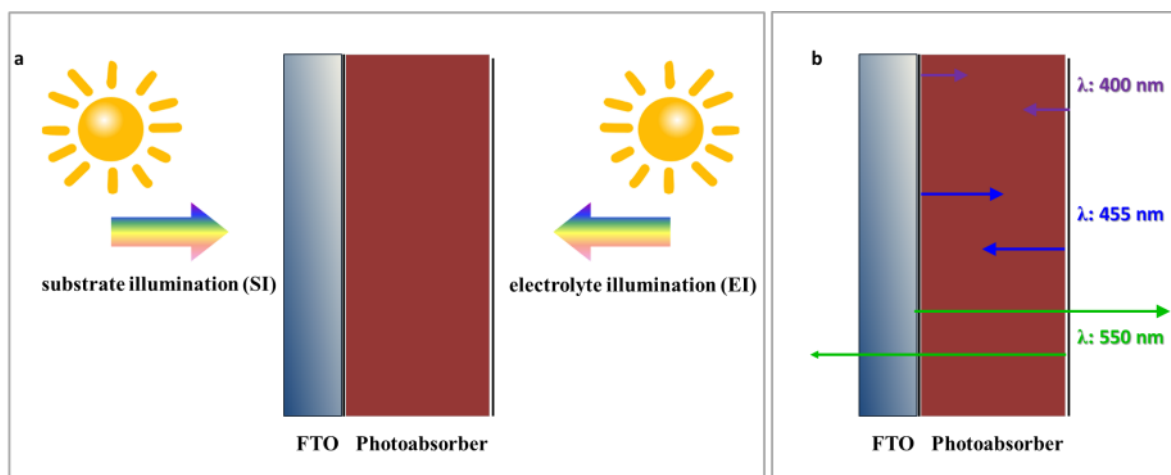 a
substrate illumination (SI)
electrolyte illumination (EI)
FTO Photoabsorber
b
λ: 400 nm
λ: 455 nm
λ: 550 nm
FTO Photoabsorber